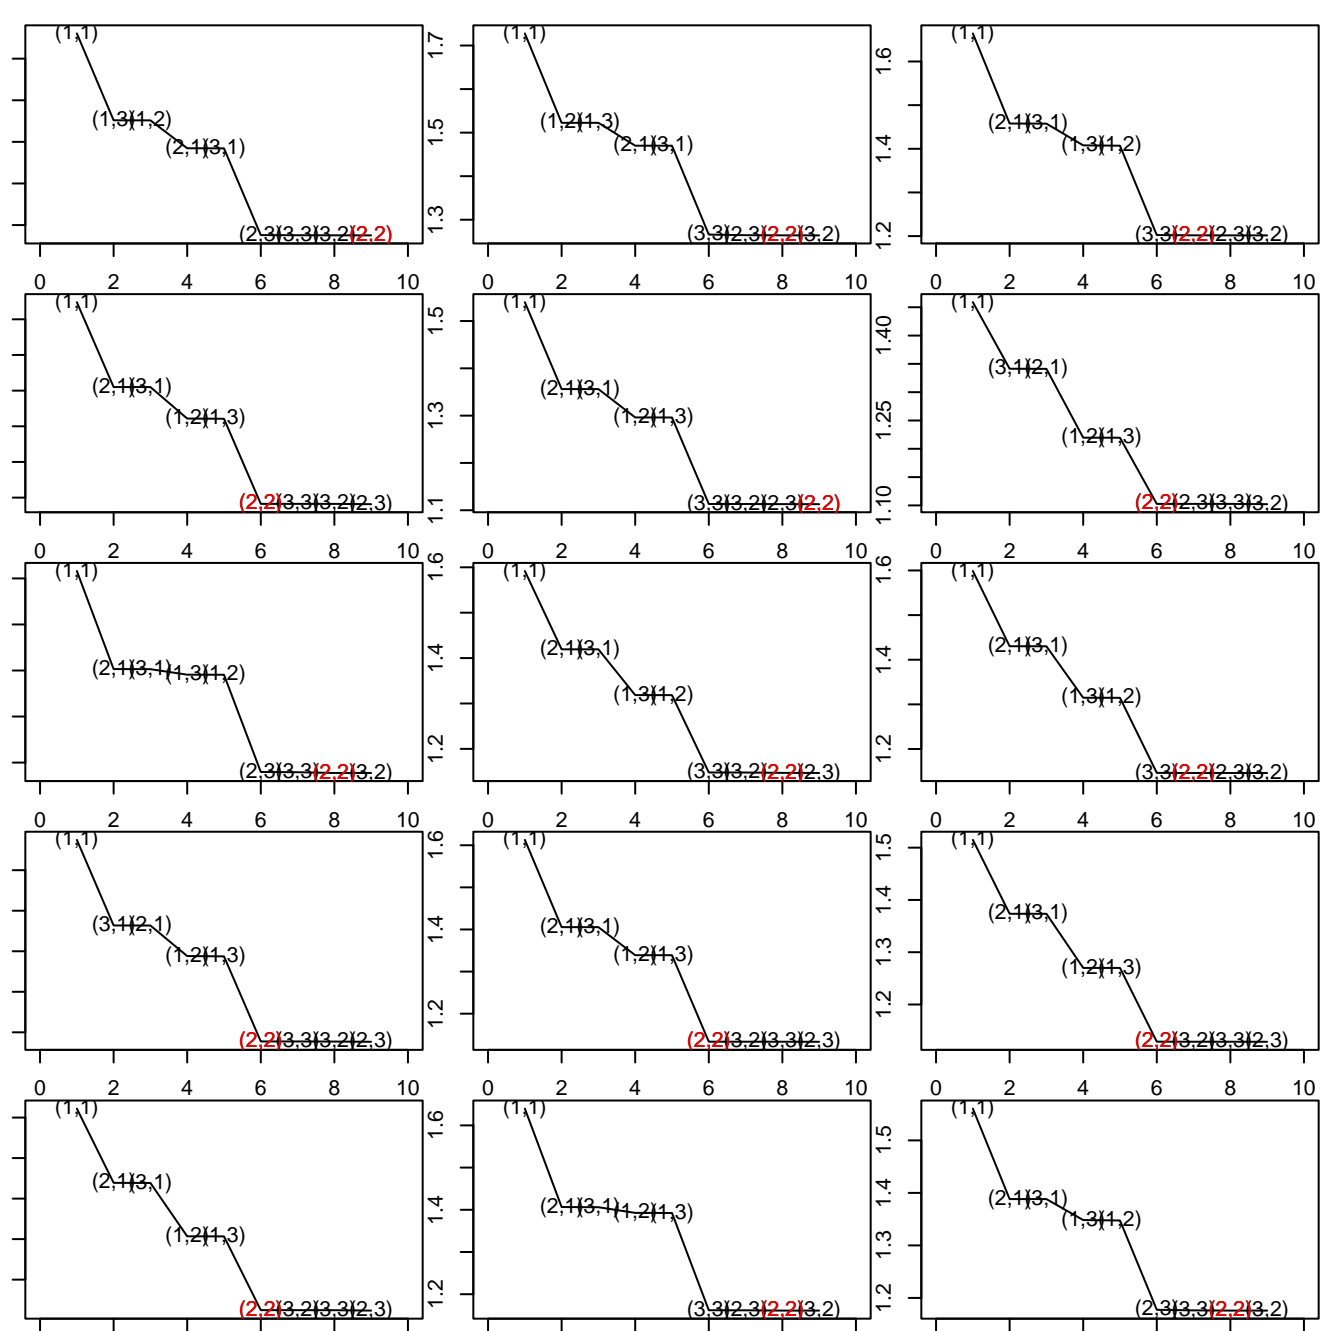 (1,1) (1,3) (1,2) (2,1) (3,1) (2,3) (3,3) (3,2) (2,2)
1.3 1.5 1.7
(1,1) (1,2) (1,3) (2,1) (3,1) (3,3) (2,3) (2,2) (3,2)
1.2 1.4 1.6
(1,1) (2,1) (3,1) (1,3) (1,2) (3,3) (2,2) (2,3) (3,2)
0 2 4 6 8 10
0 2 4 6 8 10
0 2 4 6 8 10
(1,1) (2,1) (3,1) (1,2) (1,3) (2,2) (3,3) (3,2) (2,3)
1.1 1.3 1.5
(1,1) (2,1) (3,1) (1,2) (1,3) (3,3) (3,2) (2,3) (2,2)
1.10 1.25 1.40
(1,1) (3,1) (2,1) (1,2) (1,3) (2,2) (2,3) (3,3) (3,2)
0 2 4 6 8 10
0 2 4 6 8 10
0 2 4 6 8 10
(1,1) (2,1) (3,1) (1,3) (1,2) (2,3) (3,3) (2,2) (3,2)
1.2 1.4 1.6
(1,1) (2,1) (3,1) (1,3) (1,2) (3,3) (3,2) (2,2) (2,3)
1.2 1.4 1.6
(1,1) (2,1) (3,1) (1,3) (1,2) (3,3) (2,2) (2,3) (3,2)
0 2 4 6 8 10
0 2 4 6 8 10
0 2 4 6 8 10
(1,1) (3,1) (2,1) (1,2) (1,3) (2,2) (3,3) (3,2) (2,3)
1.2 1.4 1.6
(1,1) (2,1) (3,1) (1,2) (1,3) (2,2) (3,2) (3,3) (2,3)
1.2 1.3 1.4 1.5
(1,1) (2,1) (3,1) (1,2) (1,3) (2,2) (3,2) (3,3) (2,3)
0 2 4 6 8 10
0 2 4 6 8 10
0 2 4 6 8 10
(1,1) (2,1) (3,1) (1,2) (1,3) (2,2) (3,2) (3,3) (2,3)
1.2 1.4 1.6
(1,1) (2,1) (3,1) (1,2) (1,3) (3,3) (2,3) (2,2) (3,2)
1.2 1.3 1.4 1.5
(1,1) (2,1) (3,1) (1,3) (1,2) (2,3) (3,3) (2,2) (3,2)